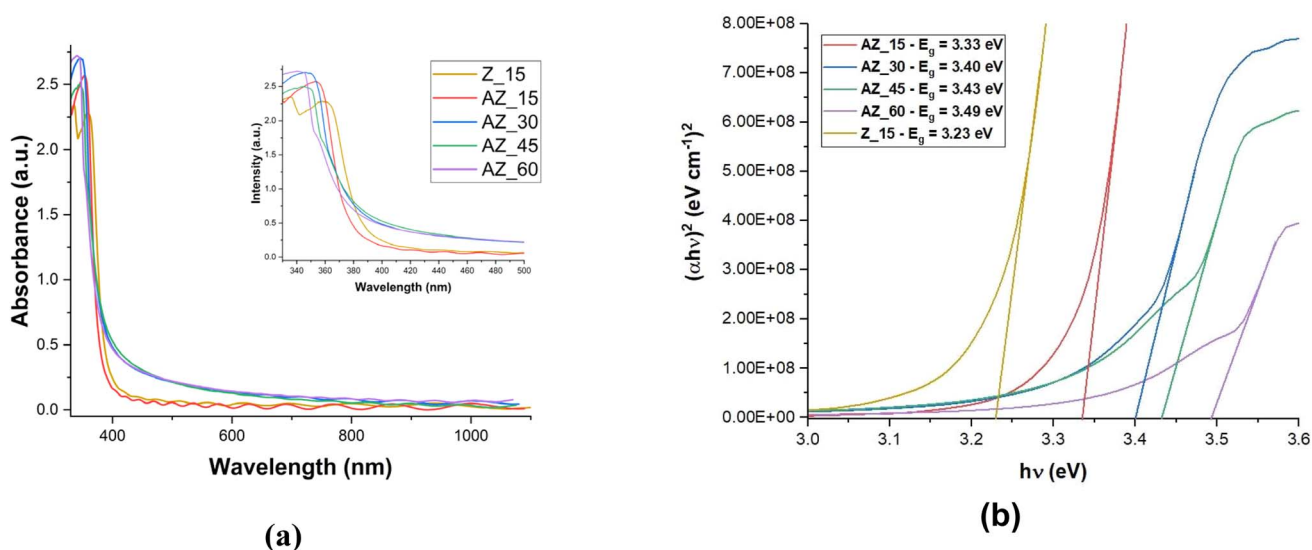 Absorbance (a.u.)
2.5
2.0
1.5
1.0
0.5
0.0
400
600
800
1000
Wavelength (nm)
Intensity (a.u.)
2.5
2.0
1.5
1.0
0.5
0.0
340
360
380
400
420
440
460
480
500
Wavelength (nm)
Z_15
AZ_15
AZ_30
AZ_45
AZ_60
(a)
(αhν)² (eV cm⁻¹)²
8.00E+08
7.00E+08
6.00E+08
5.00E+08
4.00E+08
3.00E+08
2.00E+08
1.00E+08
0.00E+00
AZ_15 - Eg = 3.33 eV
AZ_30 - Eg = 3.40 eV
AZ_45 - Eg = 3.43 eV
AZ_60 - Eg = 3.49 eV
Z_15 - Eg = 3.23 eV
3.0
3.1
3.2
3.3
3.4
3.5
3.6
hν (eV)
(b)